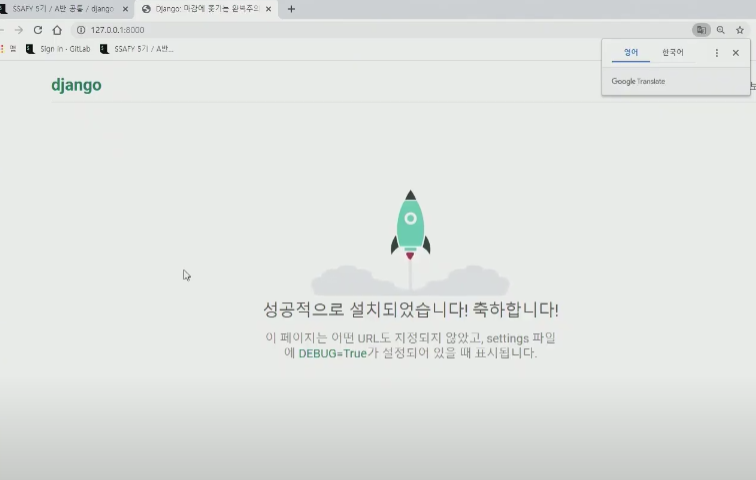 SSAFY 5기 / A반 공통 / django
Django: 마감에 쫓기는 완벽주의
127.0.0.1:8000
Sign in · GitLab
SSAFY 5기 / A반...
영어 한국어
Google Translate
django
성공적으로 설치되었습니다! 축하합니다!
이 페이지는 어떤 URL도 지정되지 않았고, settings 파일
에 DEBUG=True가 설정되어 있을 때 표시됩니다.